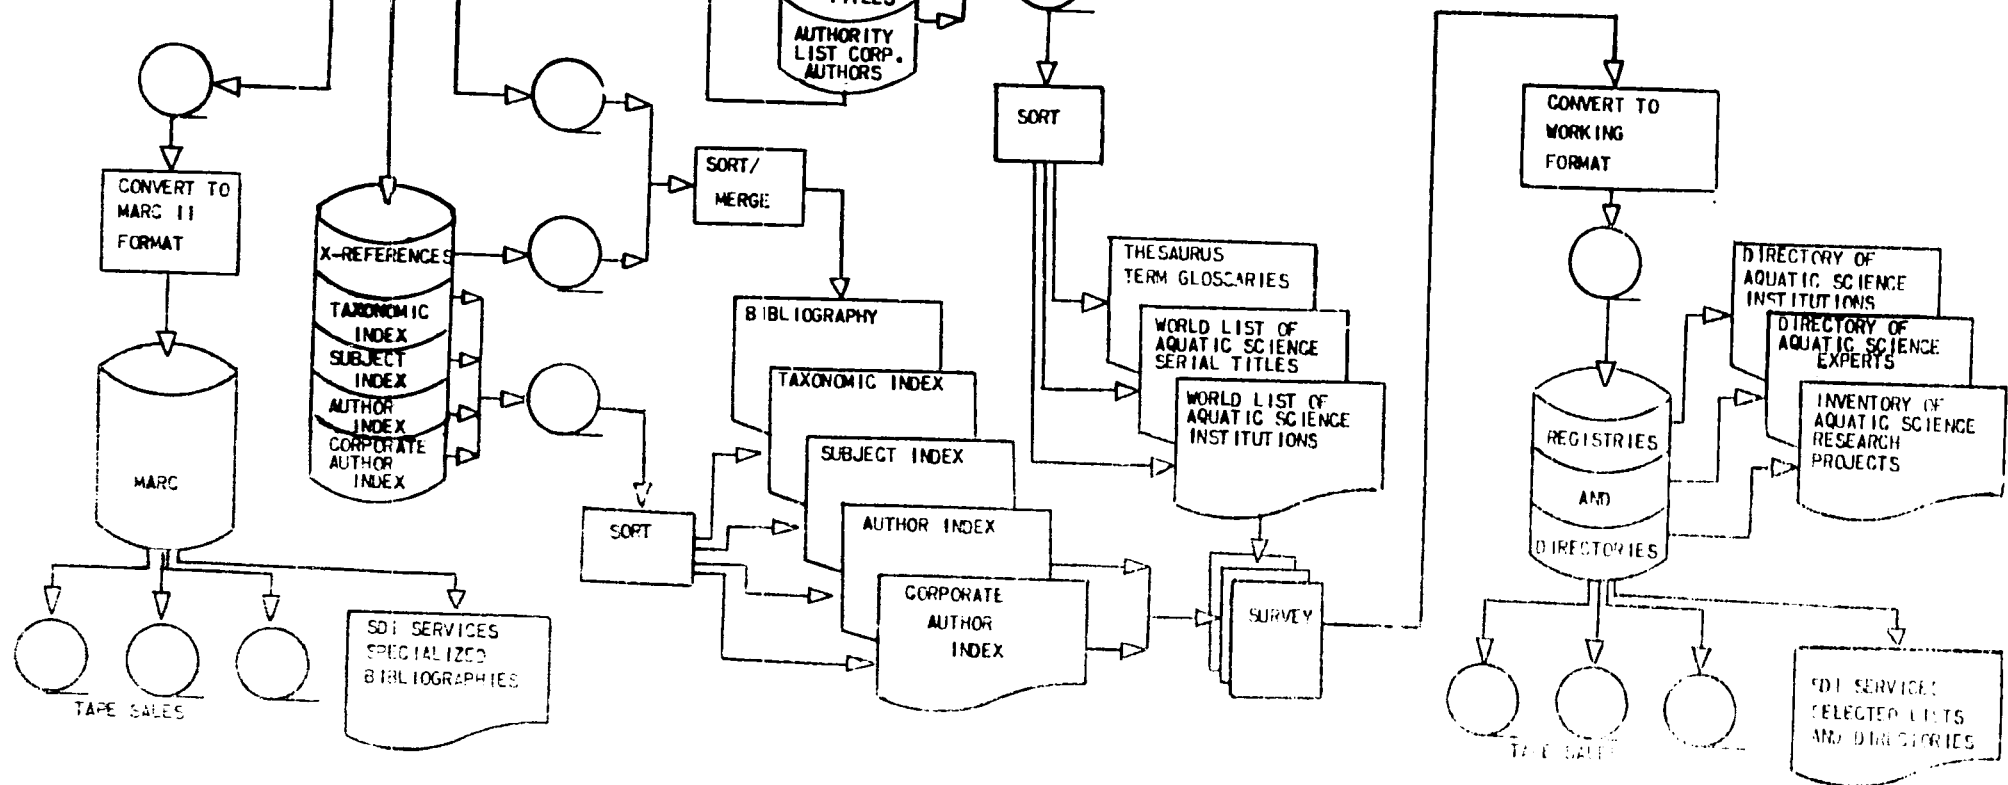 TITLES
AUTHORITY
LIST CORP.
AUTHORS
CONVERT TO
MARC II
FORMAT
MARC
TAPE SALES
SDI SERVICES
SPECIALIZED
BIBLIOGRAPHIES
X-REFERENCES
TAXONOMIC
INDEX
SUBJECT
INDEX
AUTHOR
INDEX
CORPORATE
AUTHOR
INDEX
SORT/
MERGE
SORT
BIBLIOGRAPHY
TAXONOMIC INDEX
SUBJECT INDEX
AUTHOR INDEX
CORPORATE
AUTHOR
INDEX
SORT
THESAURUS
TERM GLOSCARIES
WORLD LIST OF
AQUATIC SCIENCE
SERIAL TITLES
WORLD LIST OF
AQUATIC SCIENCE
INSTITUTIONS
SURVEY
CONVERT TO
WORKING
FORMAT
REGISTRIES
AND
DIRECTORIES
DIRECTORY OF
AQUATIC SCIENCE
INSTITUTIONS
DIRECTORY OF
AQUATIC SCIENCE
EXPERTS
INVENTORY OF
AQUATIC SCIENCE
RESEARCH
PROJECTS
TAPE SALES
SDI SERVICES
SELECTED LISTS
AND DIRECTORIES